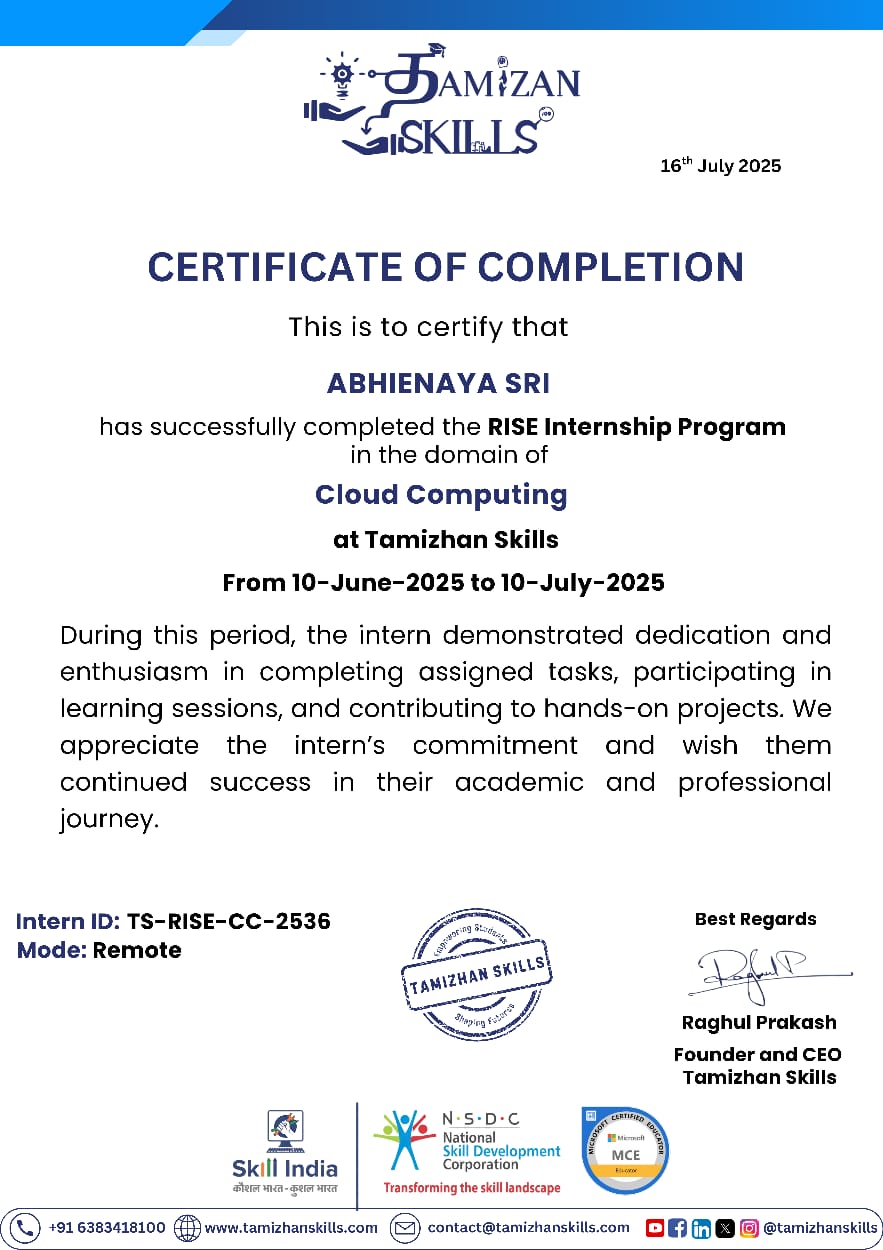 தAMIZAN
SKILLS
16th July 2025
CERTIFICATE OF COMPLETION
This is to certify that
ABHIENAYA SRI
has successfully completed the RISE Internship Program
in the domain of
Cloud Computing
at Tamizhan Skills
From 10-June-2025 to 10-July-2025
During this period, the intern demonstrated dedication and
enthusiasm in completing assigned tasks, participating in
learning sessions, and contributing to hands-on projects. We
appreciate the intern’s commitment and wish them
continued success in their academic and professional
journey.
Intern ID: TS-RISE-CC-2536
Mode: Remote
Empowering Students
TAMIZHAN SKILLS
Shaping Futures
Best Regards
Raghul P
Raghul Prakash
Founder and CEO
Tamizhan Skills
Skill India
कौशल भारत-कुशल भारत
N·S·D·C
National
Skill Development
Corporation
Transforming the skill landscape
MICROSOFT CERTIFIED EDUCATOR
Microsoft
MCE
Educator
+91 6383418100 www.tamizhanskills.com contact@tamizhanskills.com @tamizhanskills